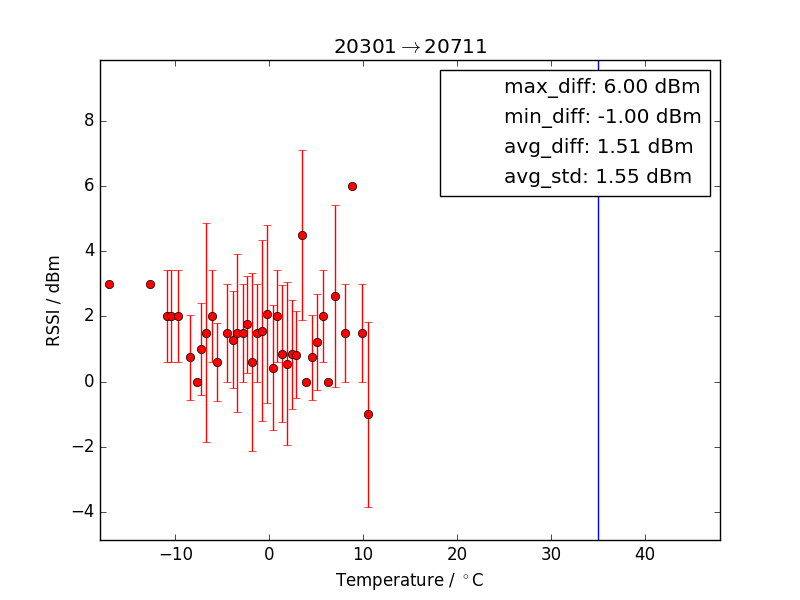 20301→20711
max_diff: 6.00 dBm
min_diff: -1.00 dBm
avg_diff: 1.51 dBm
avg_std: 1.55 dBm
8
6
4
2
0
−2
−4
RSSI / dBm
−10 0 10 20 30 40
Temperature / °C